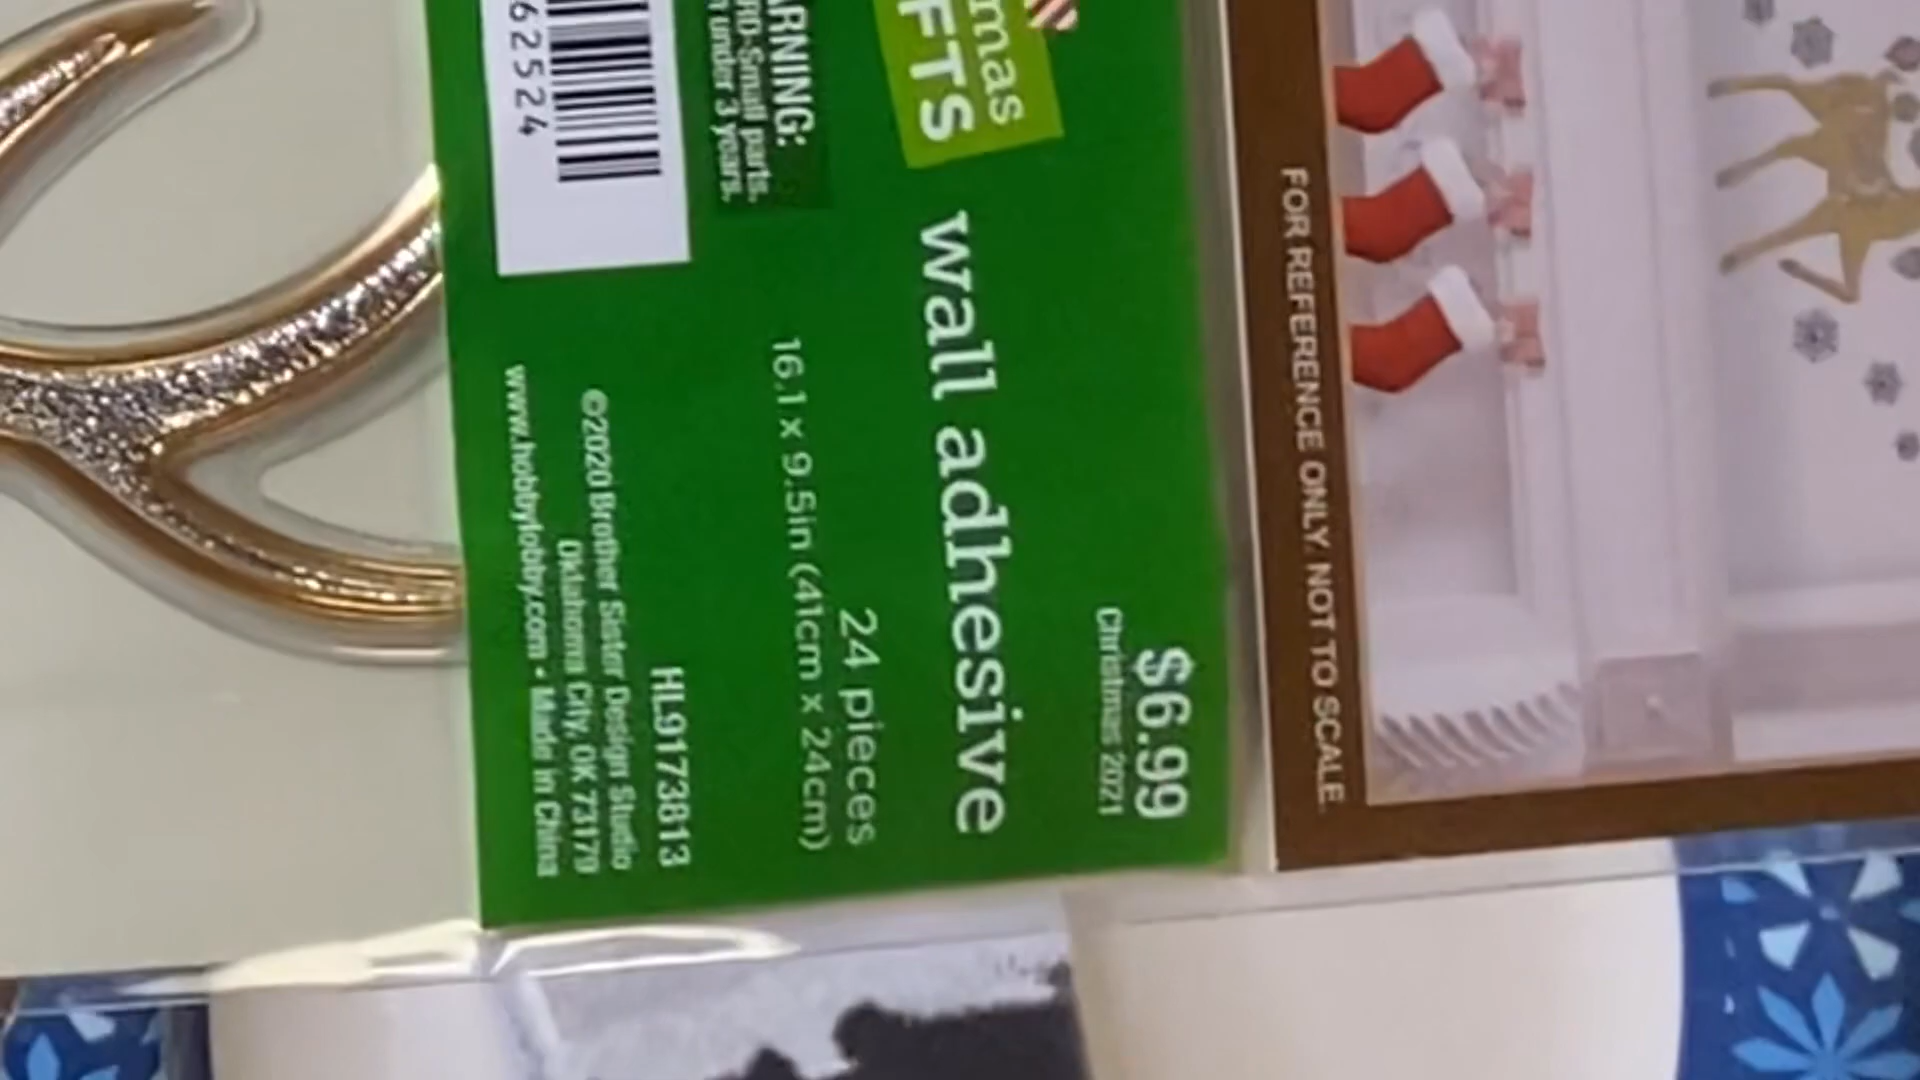 $6.99
Christmas 2021
mas
FTS
wall adhesive
24 pieces
16.1 x 9.5in (41cm x 24cm)
ARNING:
Small parts.
under 3 years.
HL9173813
©2020 Brother Sister Design Studio
Oklahoma City, OK 73179
www.hobbylobby.com • Made in China
62524
FOR REFERENCE ONLY. NOT TO SCALE.